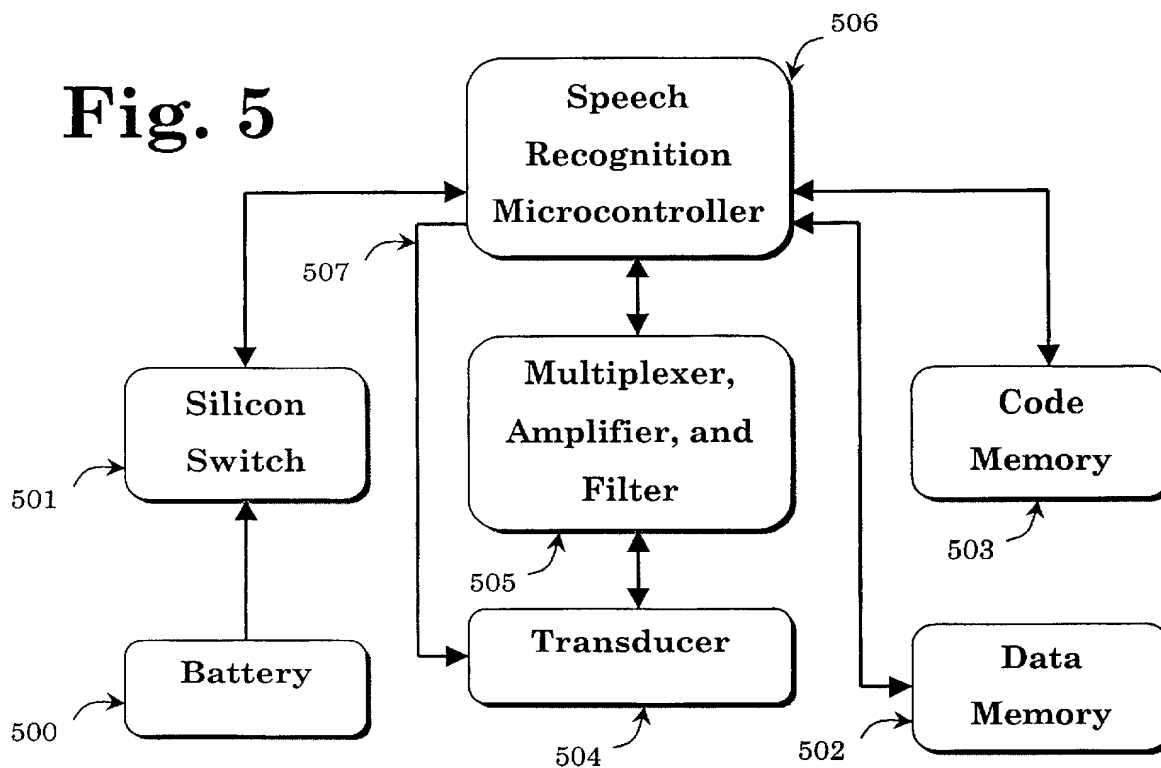 Fig. 5
506
Speech
Recognition
Microcontroller
507
Silicon
Switch
501
Multiplexer,
Amplifier, and
Filter
505
Code
Memory
503
Battery
500
Transducer
504
Data
Memory
502